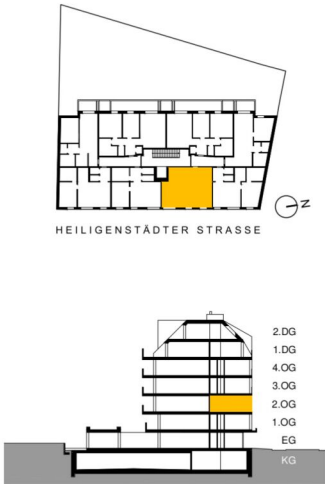 N
HEILIGENSTÄDTER STRASSE
2.DG
1.DG
4.OG
3.OG
2.OG
1.OG
EG
KG